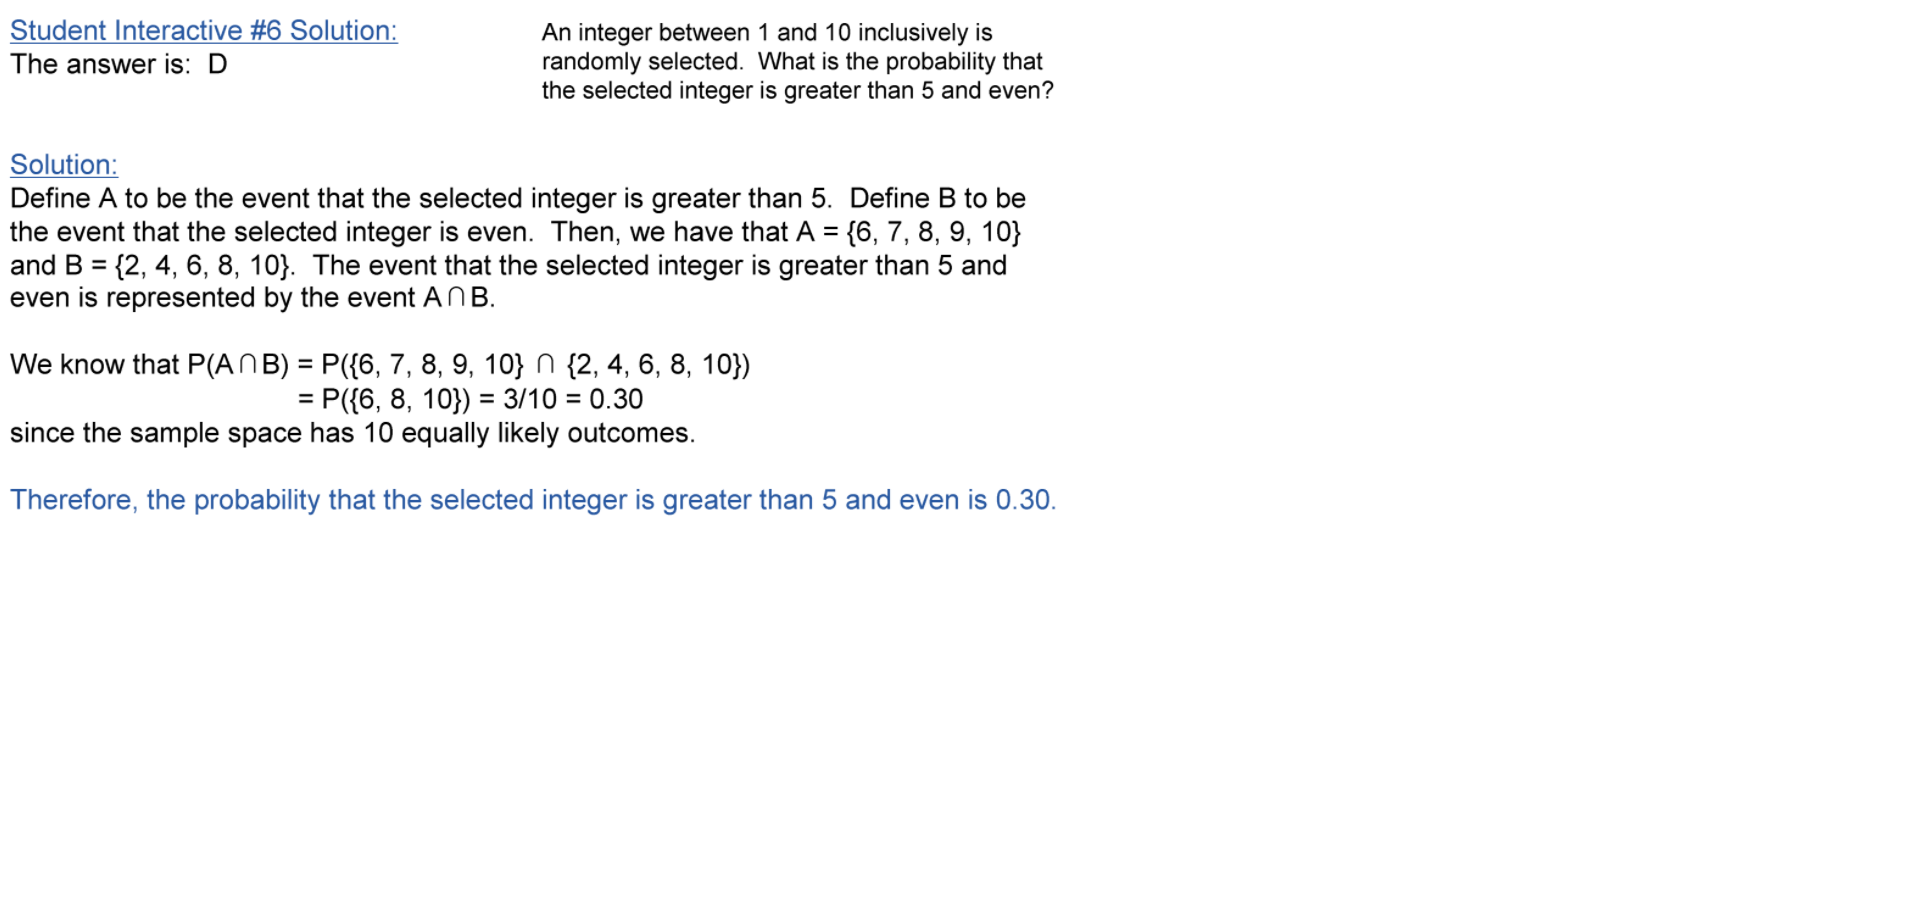 Student Interactive #6 Solution:
The answer is:  D
An integer between 1 and 10 inclusively is
randomly selected.  What is the probability that
the selected integer is greater than 5 and even?
Solution:
Define A to be the event that the selected integer is greater than 5.  Define B to be
the event that the selected integer is even.  Then, we have that A = {6, 7, 8, 9, 10}
and B = {2, 4, 6, 8, 10}.  The event that the selected integer is greater than 5 and
even is represented by the event A∩B.
We know that P(A∩B) = P({6, 7, 8, 9, 10} ∩ {2, 4, 6, 8, 10})
= P({6, 8, 10}) = 3/10 = 0.30
since the sample space has 10 equally likely outcomes.
Therefore, the probability that the selected integer is greater than 5 and even is 0.30.